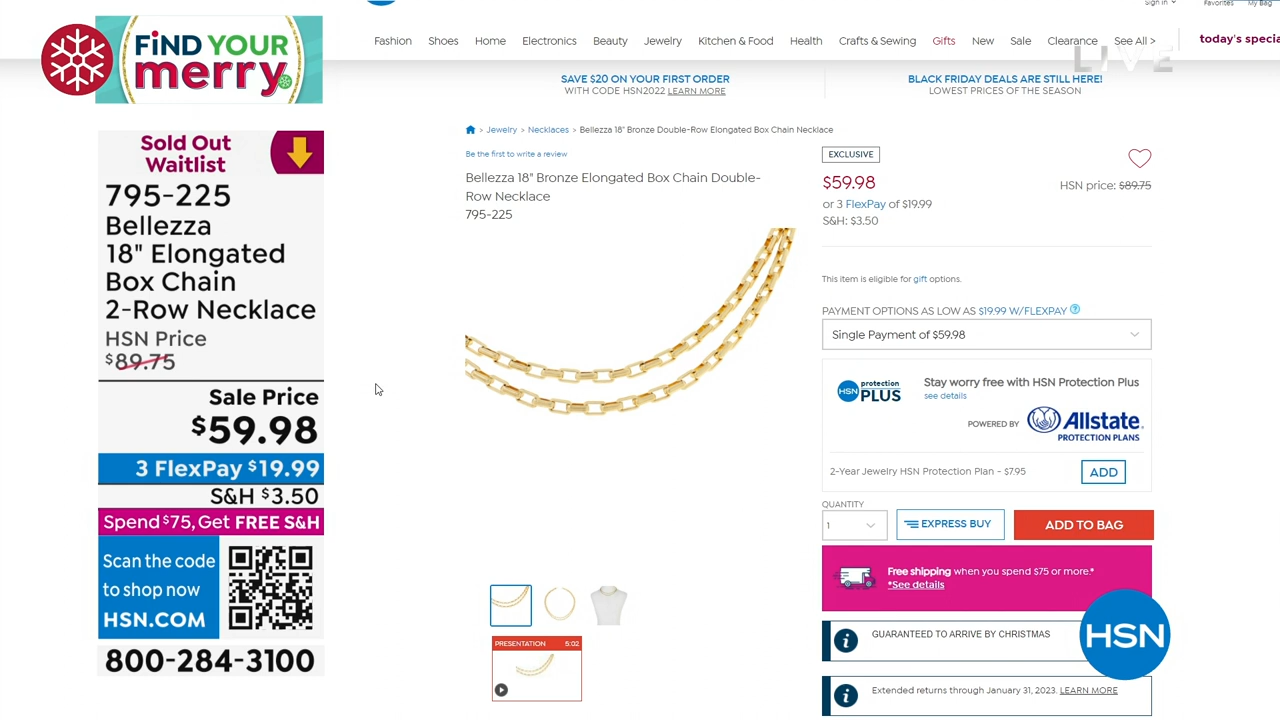 FiND YOUR
merry
Sold Out
Waitlist
795-225
Bellezza
18" Elongated
Box Chain
2-Row Necklace
HSN Price
$89.75
Sale Price
$59.98
3 FlexPay $19.99
S&H $3.50
Spend $75, Get FREE S&H
Scan the code
to shop now
HSN.COM
800-284-3100
Sign in
Favorites
My Bag
Fashion Shoes Home Electronics Beauty Jewelry Kitchen & Food Health Crafts & Sewing Gifts New Sale Clearance See All >
today's specia
LIVE
SAVE $20 ON YOUR FIRST ORDER
WITH CODE HSN2022 LEARN MORE
BLACK FRIDAY DEALS ARE STILL HERE!
LOWEST PRICES OF THE SEASON
> Jewelry > Necklaces > Bellezza 18" Bronze Double-Row Elongated Box Chain Necklace
Be the first to write a review
Bellezza 18" Bronze Elongated Box Chain Double-
Row Necklace
795-225
PRESENTATION 5:02
EXCLUSIVE
$59.98
HSN price: $89.75
or 3 FlexPay of $19.99
S&H: $3.50
This item is eligible for gift options.
PAYMENT OPTIONS AS LOW AS $19.99 W/FLEXPAY ?
Single Payment of $59.98
HSN protection
PLUS
Stay worry free with HSN Protection Plus
see details
POWERED BY Allstate.
PROTECTION PLANS
2-Year Jewelry HSN Protection Plan - $7.95
ADD
QUANTITY
1
EXPRESS BUY
ADD TO BAG
Free shipping when you spend $75 or more.*
*See details
GUARANTEED TO ARRIVE BY CHRISTMAS
HSN
Extended returns through January 31, 2023. LEARN MORE